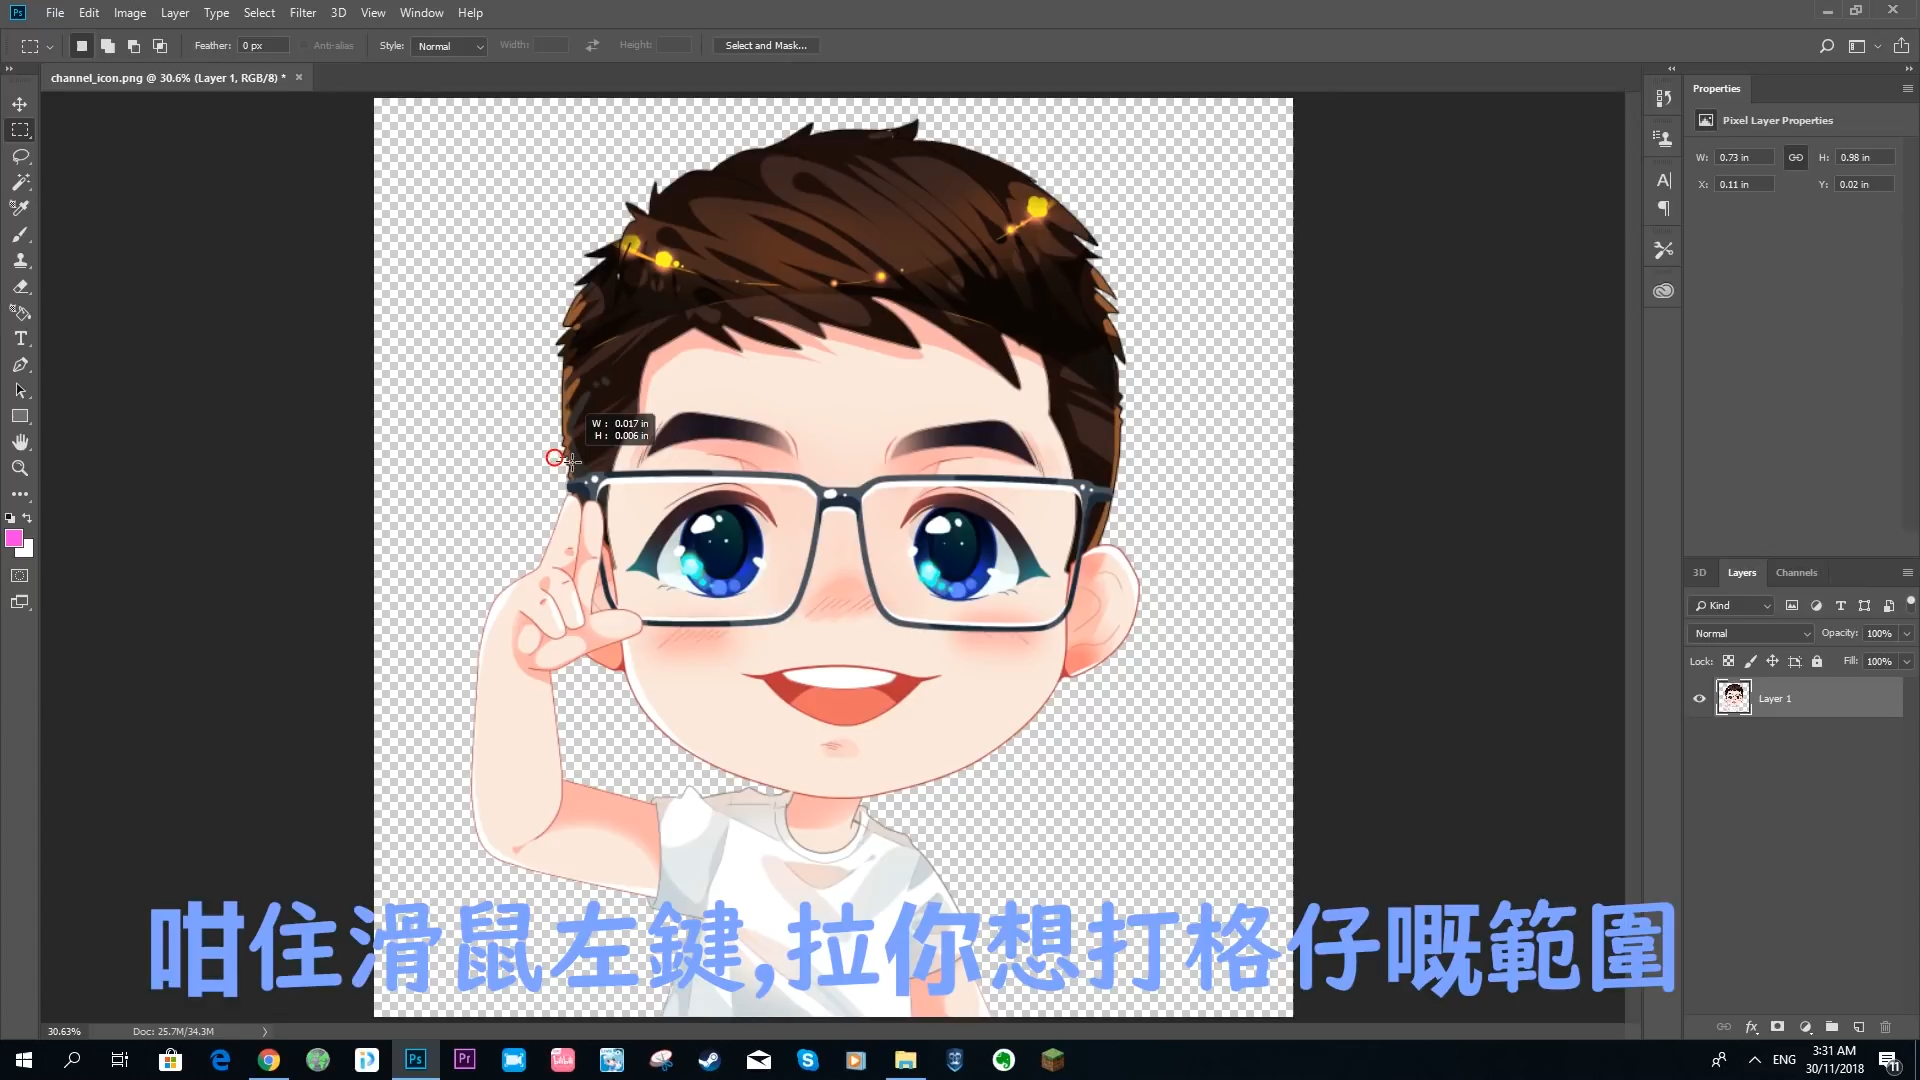 Ps File Edit Image Layer Type Select Filter 3D View Window Help
Feather: 0 px Anti-alias Style: Normal Width: Height: Select and Mask...
channel_icon.png @ 30.6% (Layer 1, RGB/8) *
Properties
Pixel Layer Properties
W: 0.73 in H: 0.98 in
X: 0.11 in Y: 0.02 in
W : 0.017 in
H : 0.006 in
3D Layers Channels
Kind
Normal Opacity: 100%
Lock: Fill: 100%
Layer 1
咁住滑鼠左鍵,拉你想打格仔嘅範圍
30.63% Doc: 25.7M/34.3M
Ps Pr ENG 3:31 AM
30/11/2018 11